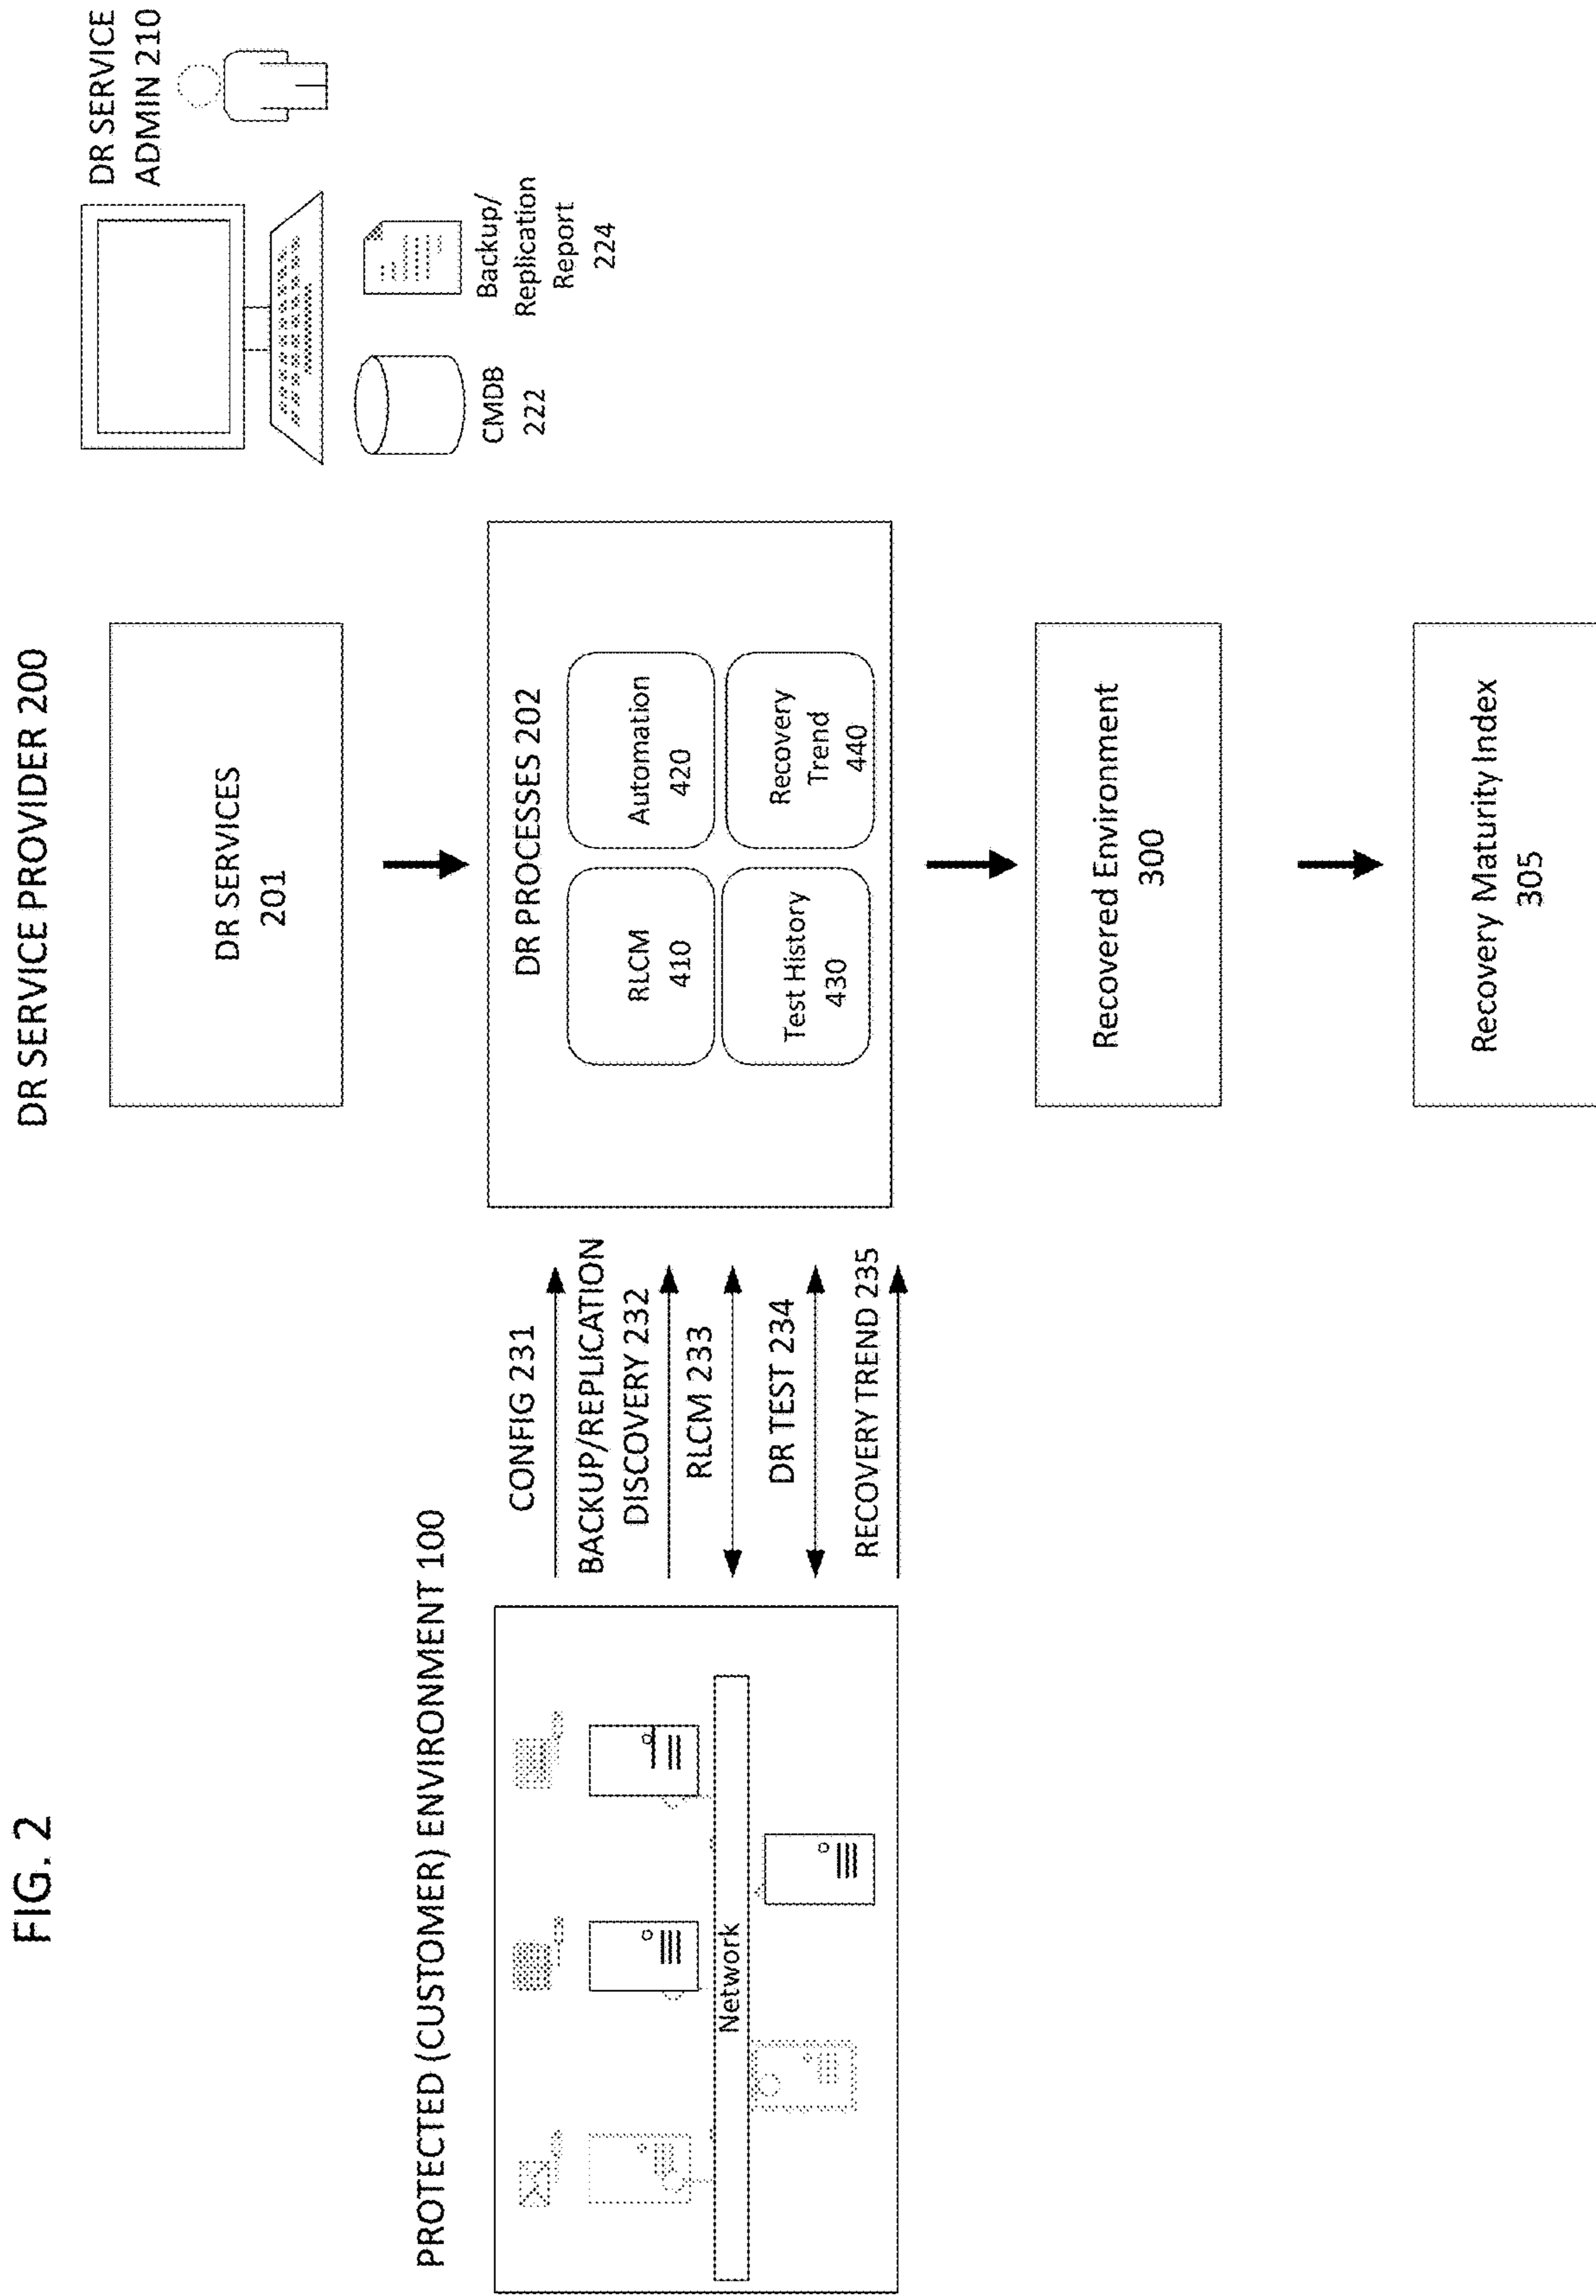 FIG. 2
DR SERVICE PROVIDER 200
DR SERVICE
ADMIN 210
CMDB
222
Backup/
Replication
Report
224
DR SERVICES
201
PROTECTED (CUSTOMER) ENVIRONMENT 100
Network
CONFIG 231
BACKUP/REPLICATION
DISCOVERY 232
RLCM 233
DR TEST 234
RECOVERY TREND 235
DR PROCESSES 202
RLCM
410
Automation
420
Test History
430
Recovery
Trend
440
Recovered Environment
300
Recovery Maturity Index
305